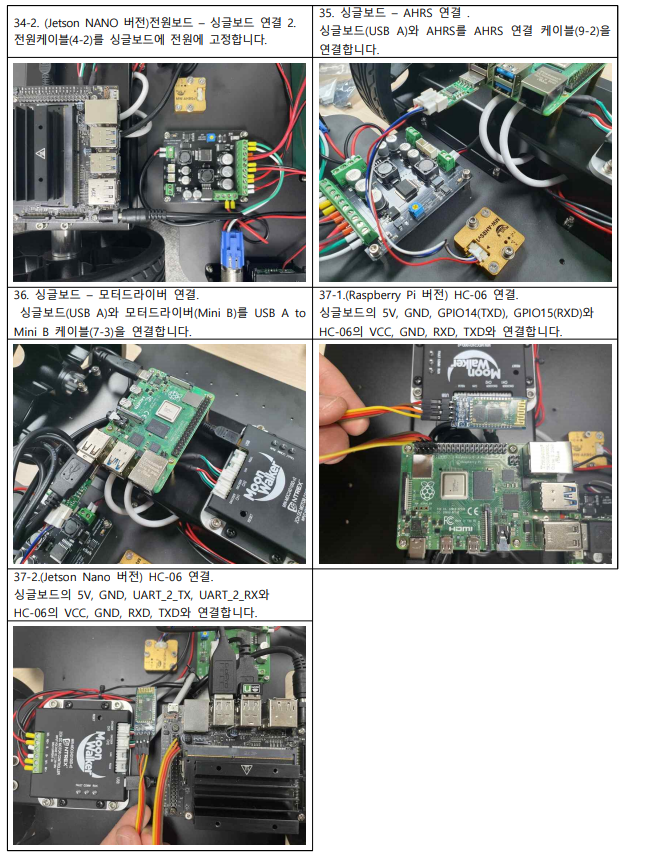 34-2. (Jetson NANO 버전)전원보드 – 싱글보드 연결 2.
전원케이블(4-2)를 싱글보드에 전원에 고정합니다.
35. 싱글보드 – AHRS 연결 .
싱글보드(USB A)와 AHRS를 AHRS 연결 케이블(9-2)을
연결합니다.
36. 싱글보드 – 모터드라이버 연결.
싱글보드(USB A)와 모터드라이버(Mini B)를 USB A to
Mini B 케이블(7-3)을 연결합니다.
Moon
Walker
NTREX
37-1.(Raspberry Pi 버전) HC-06 연결.
싱글보드의 5V, GND, GPIO14(TXD), GPIO15(RXD)와
HC-06의 VCC, GND, RXD, TXD와 연결합니다.
Moon
Walker
HDMI
37-2.(Jetson Nano 버전) HC-06 연결.
싱글보드의 5V, GND, UART_2_TX, UART_2_RX와
HC-06의 VCC, GND, RXD, TXD와 연결합니다.
Moon
Walker
NTREX